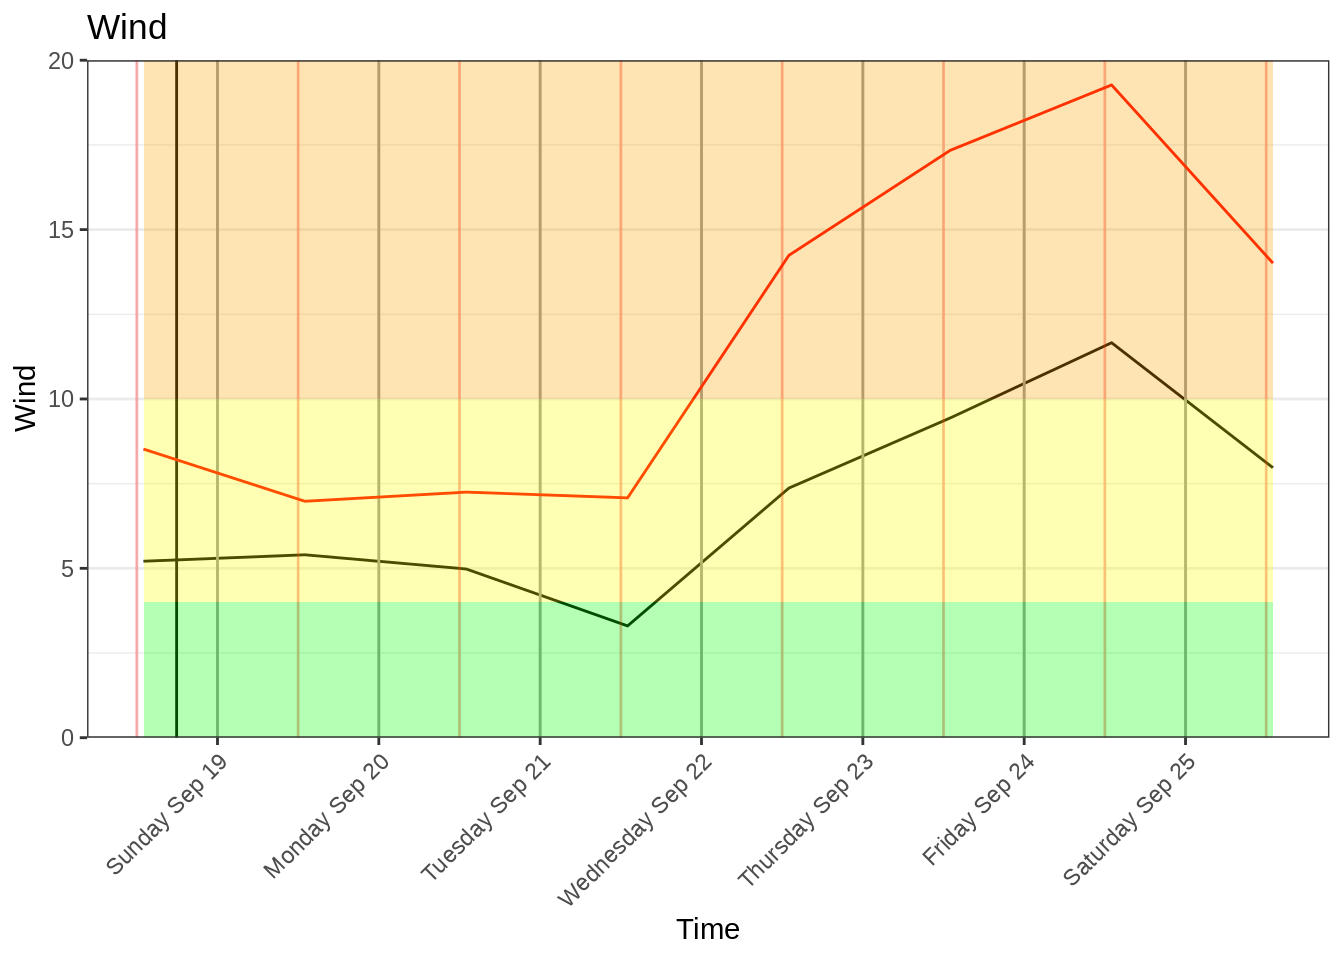 Wind
20
15
10
5
0
Wind
Sunday Sep 19
Monday Sep 20
Tuesday Sep 21
Wednesday Sep 22
Thursday Sep 23
Friday Sep 24
Saturday Sep 25
Time